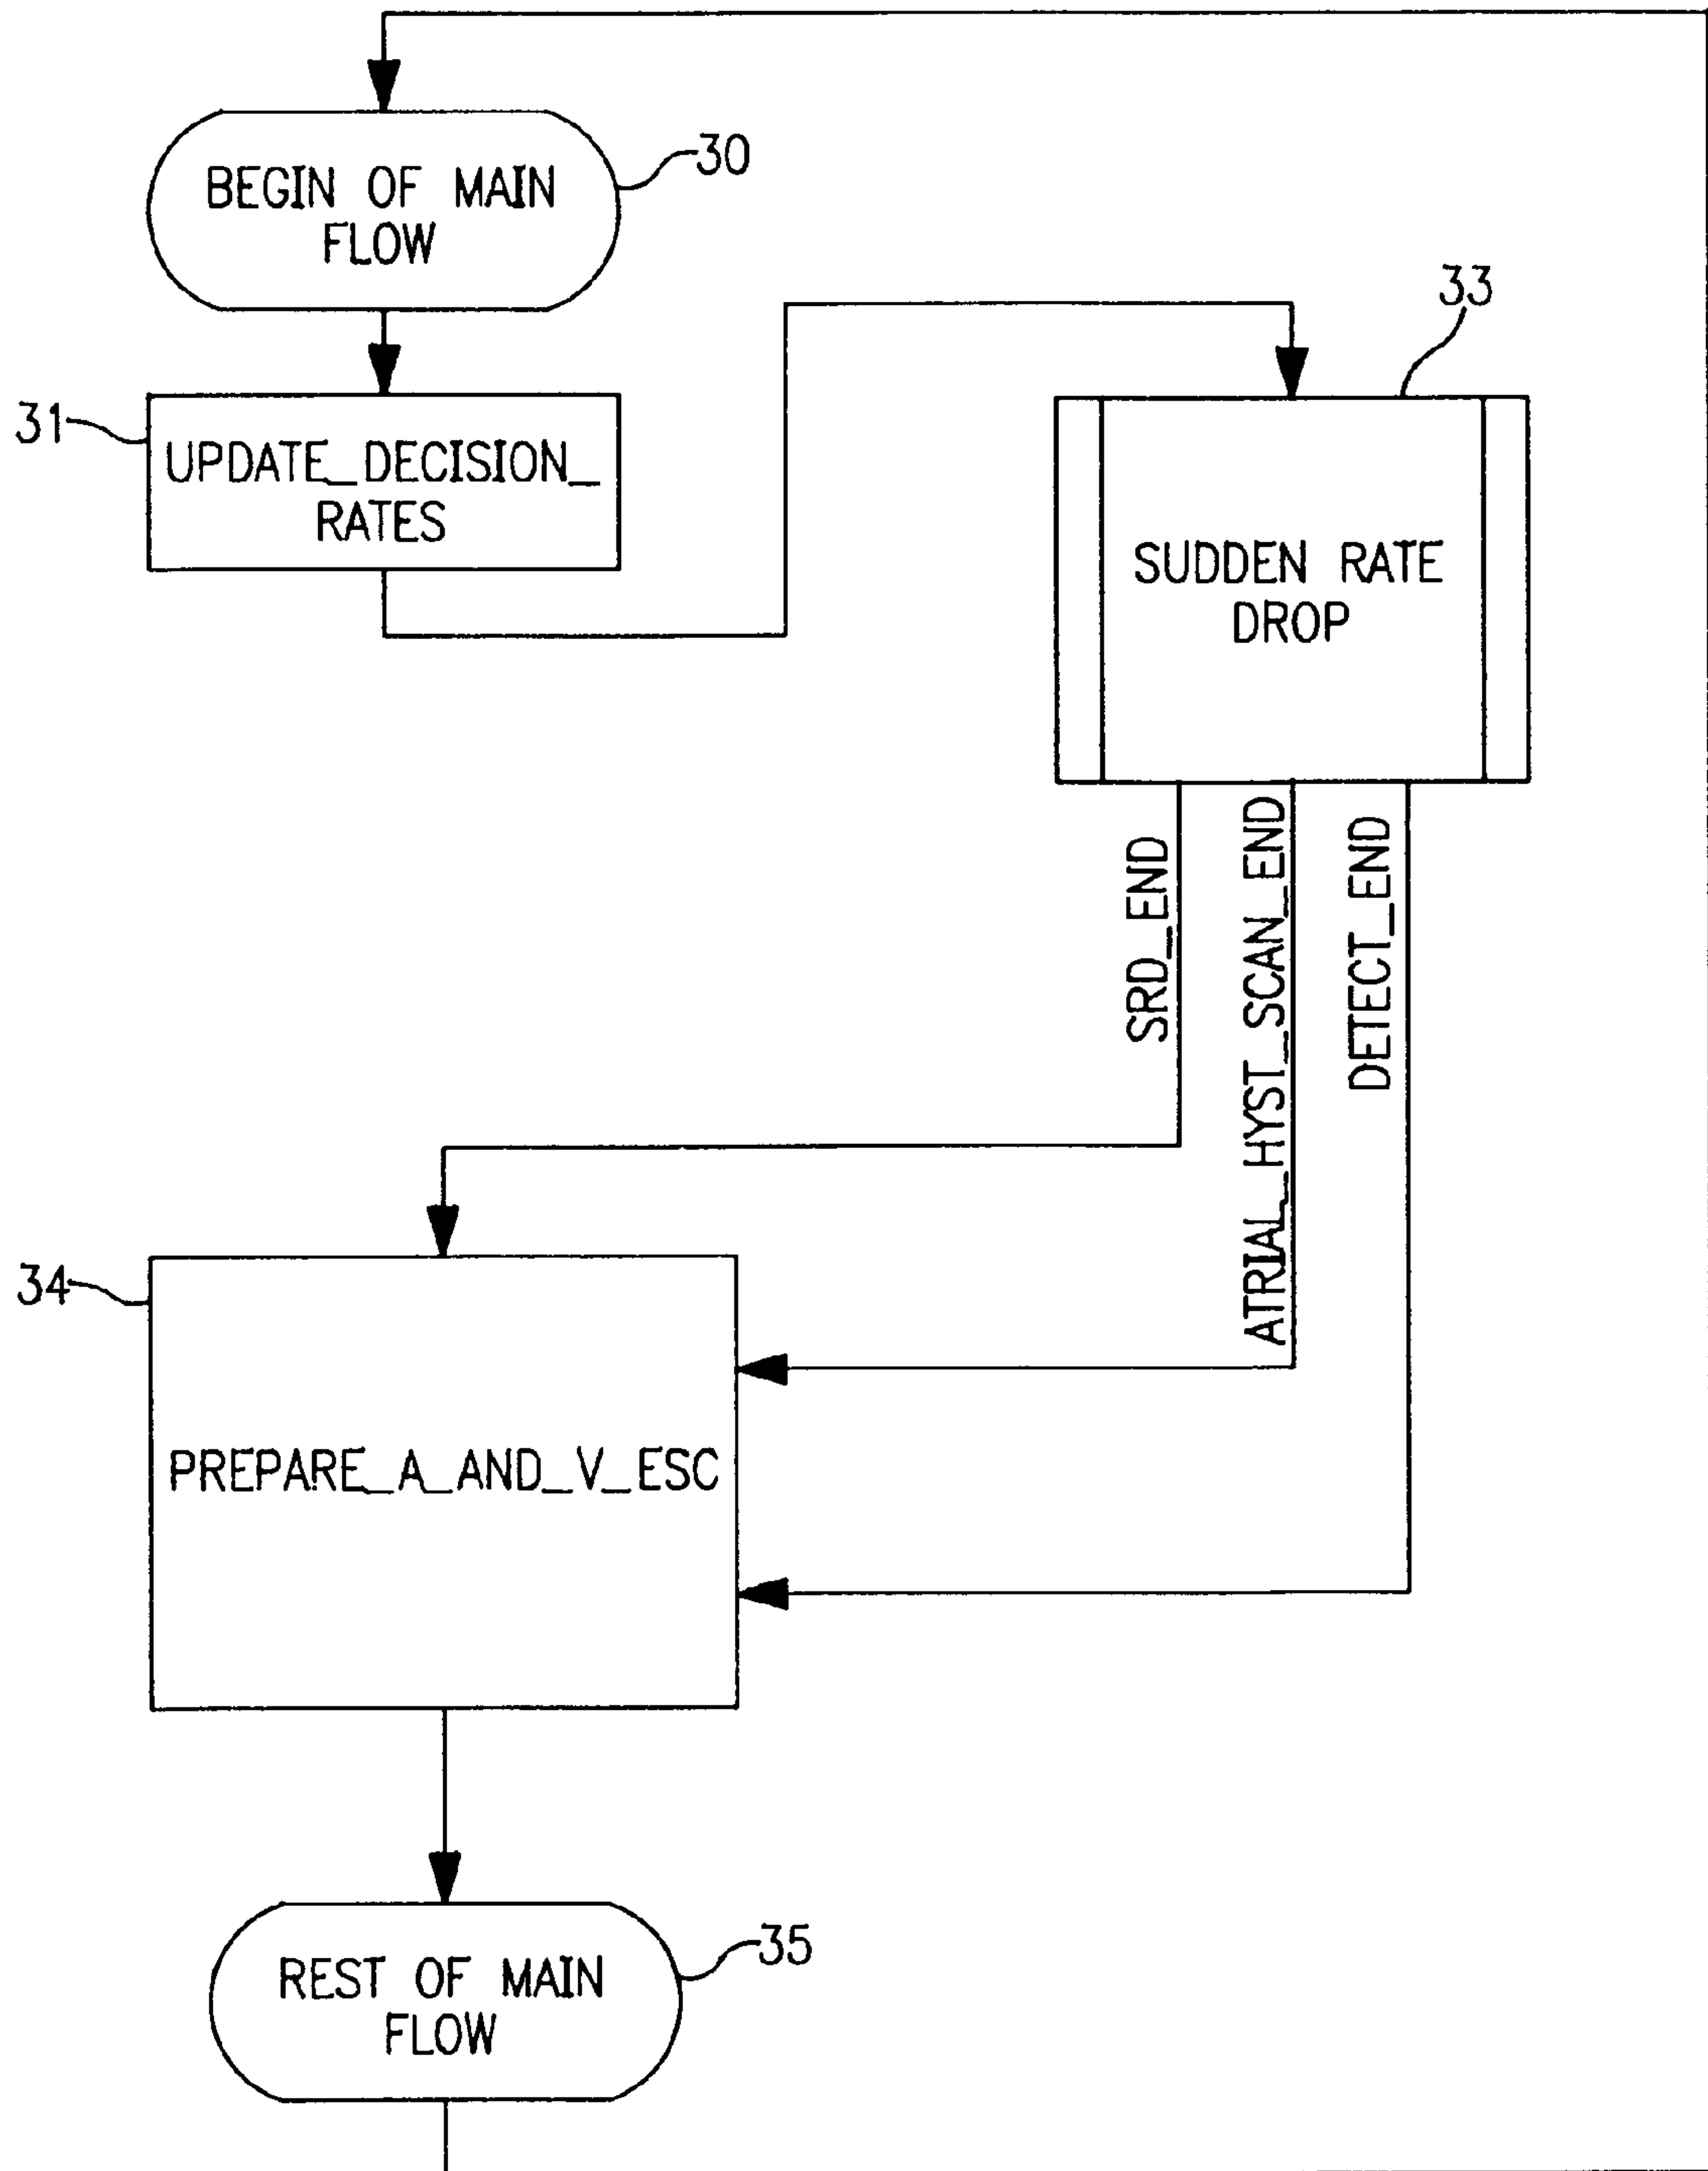 30
BEGIN OF MAIN
FLOW
31
UPDATE_DECISION_
RATES
33
SUDDEN RATE
DROP
SRD_END
ATRIAL_HYST_SCAN_END
DETECT_END
34
PREPARE_A_AND_V_ESC
35
REST OF MAIN
FLOW